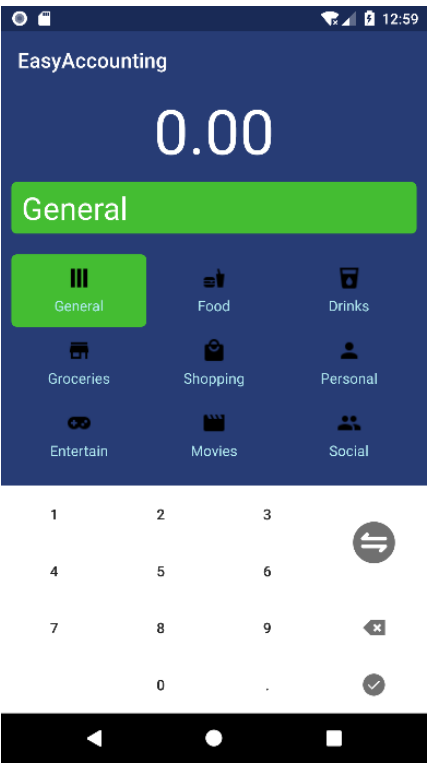 12:59
EasyAccounting
0.00
General
General Food Drinks
Groceries Shopping Personal
Entertain Movies Social
1 2 3
4 5 6
7 8 9
0 .